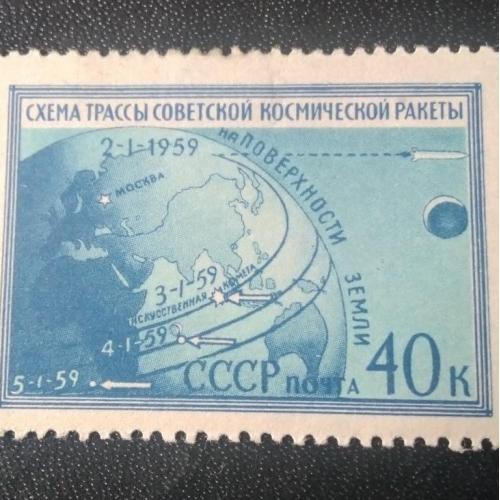 СХЕМА ТРАССЫ СОВЕТСКОЙ КОСМИЧЕСКОЙ РАКЕТЫ
НА ПОВЕРХНОСТИ ЗЕМЛИ
2-1-1959
МОСКВА
3-1-59
ИСКУССТВЕННАЯ КОМЕТА
4-1-59
5-1-59
СССР ПОЧТА 40К